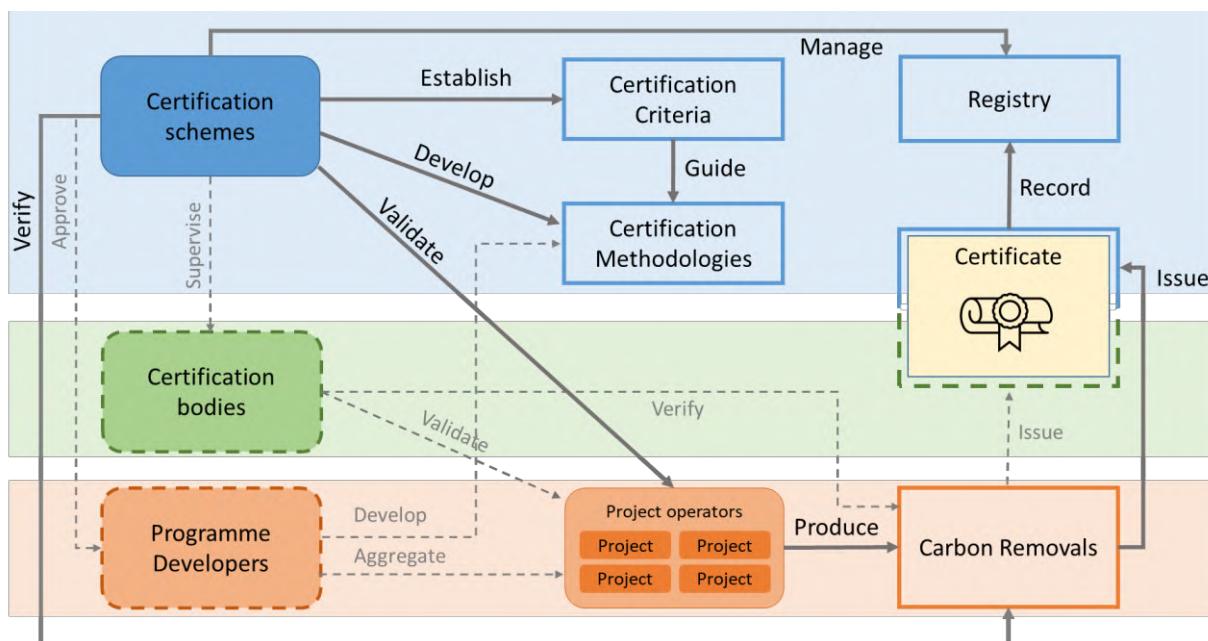 Manage
Certification
schemes
Establish
Certification
Criteria
Registry
Develop
Guide
Record
Verify
Approve
Supervise
Validate
Certification
Methodologies
Certificate
Issue
Certification
bodies
Verify
Validate
Issue
Programme
Developers
Develop
Aggregate
Project operators
Project
Project
Project
Project
Produce
Carbon Removals